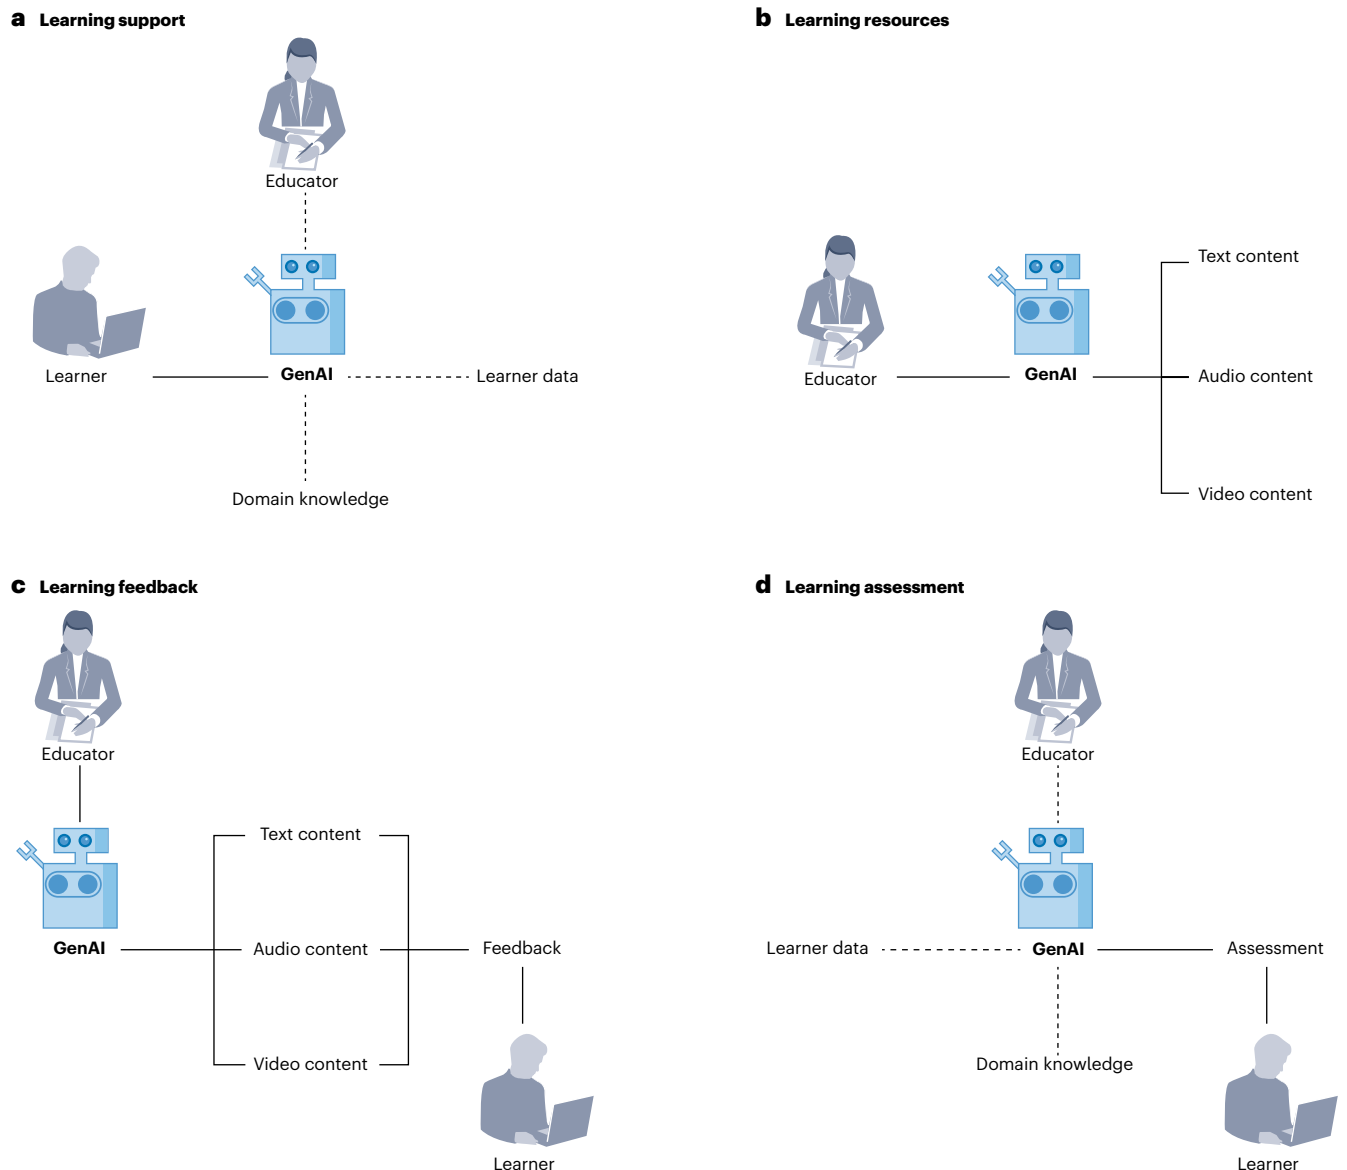 a Learning support
Educator
Learner
GenAI
Learner data
Domain knowledge
b Learning resources
Educator
GenAI
Text content
Audio content
Video content
c Learning feedback
Educator
GenAI
Text content
Audio content
Video content
Feedback
Learner
d Learning assessment
Educator
Learner data
GenAI
Assessment
Domain knowledge
Learner